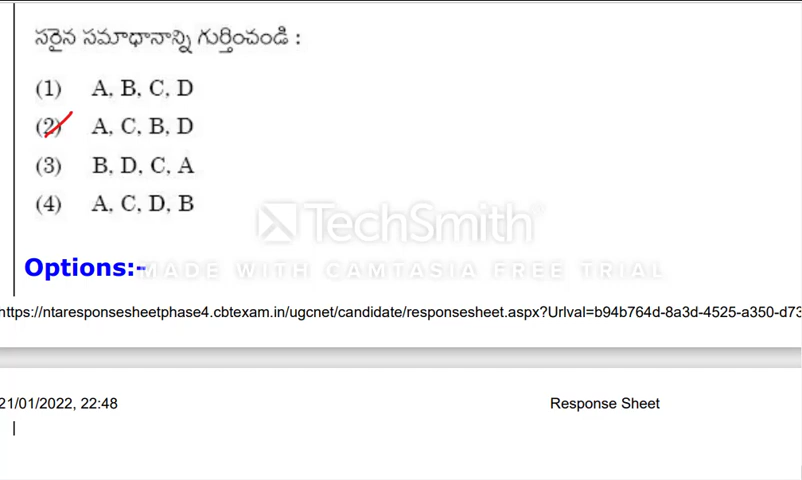 సరైన సమాధానాన్ని గుర్తించండి :
(1) A, B, C, D
(2) A, C, B, D
(3) B, D, C, A
(4) A, C, D, B
TechSmith
MADE WITH CAMTASIA FREE TRIAL
Options:-
https://ntaresponsesheetphase4.cbtexam.in/ugcnet/candidate/responsesheet.aspx?Urlval=b94b764d-8a3d-4525-a350-d73
21/01/2022, 22:48 Response Sheet